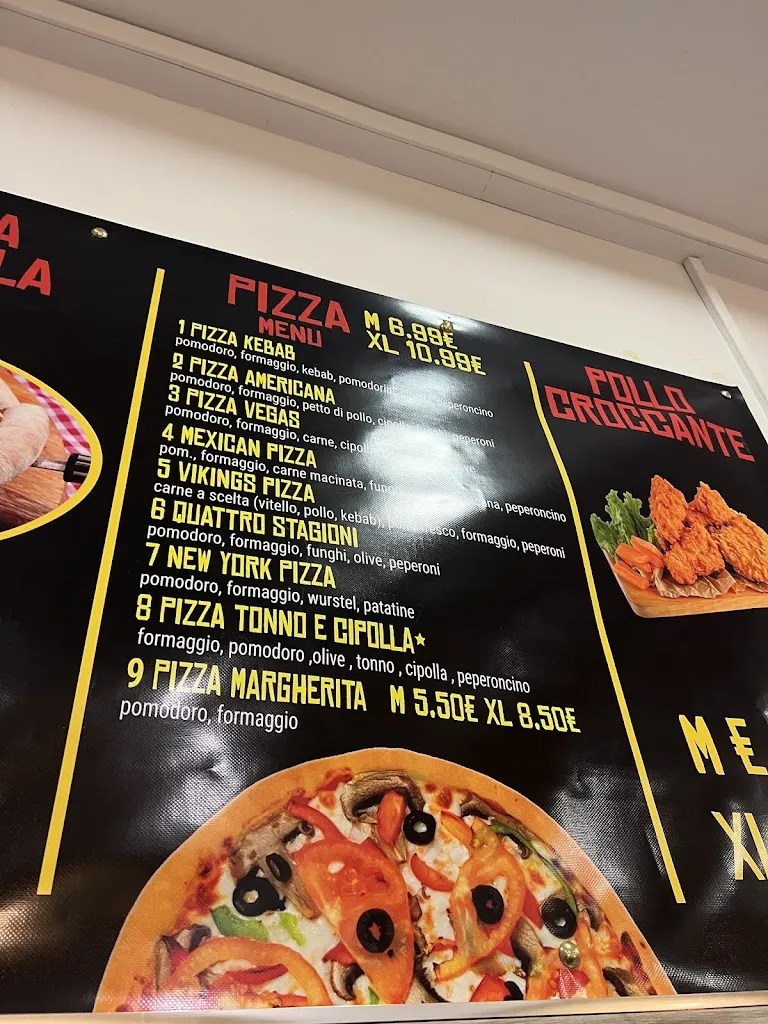 A
LA
PIZZA
MENU
M 6.99€
XL 10.99€
1 PIZZA KEBAB
pomodoro, formaggio, kebab, pomodorini, peperoncino
2 PIZZA AMERICANA
pomodoro, formaggio, petto di pollo, peperoni
3 PIZZA VEGAS
pomodoro, formaggio, carne,
4 MEXICAN PIZZA
pom., formaggio, carne macinata, peperoncino
5 VIKINGS PIZZA
carne a scelta (vitello, pollo, kebab), formaggio, peperoni
6 QUATTRO STAGIONI
pomodoro, formaggio, funghi, olive, peperoni
7 NEW YORK PIZZA
pomodoro, formaggio, wurstel, patatine
8 PIZZA TONNO E CIPOLLA*
formaggio, pomodoro ,olive , tonno , cipolla , peperoncino
9 PIZZA MARGHERITA M 5.50€ XL 8.50€
pomodoro, formaggio
POLLO
CROCCANTE
M €